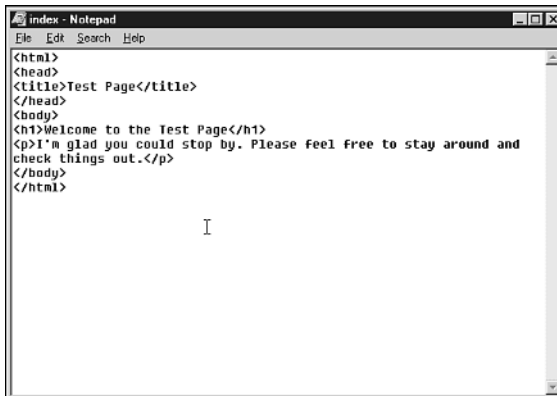 index - Notepad
File Edit Search Help
<html>
<head>
<title>Test Page</title>
</head>
<body>
<h1>Welcome to the Test Page</h1>
<p>I'm glad you could stop by. Please feel free to stay around and
check things out.</p>
</body>
</html>